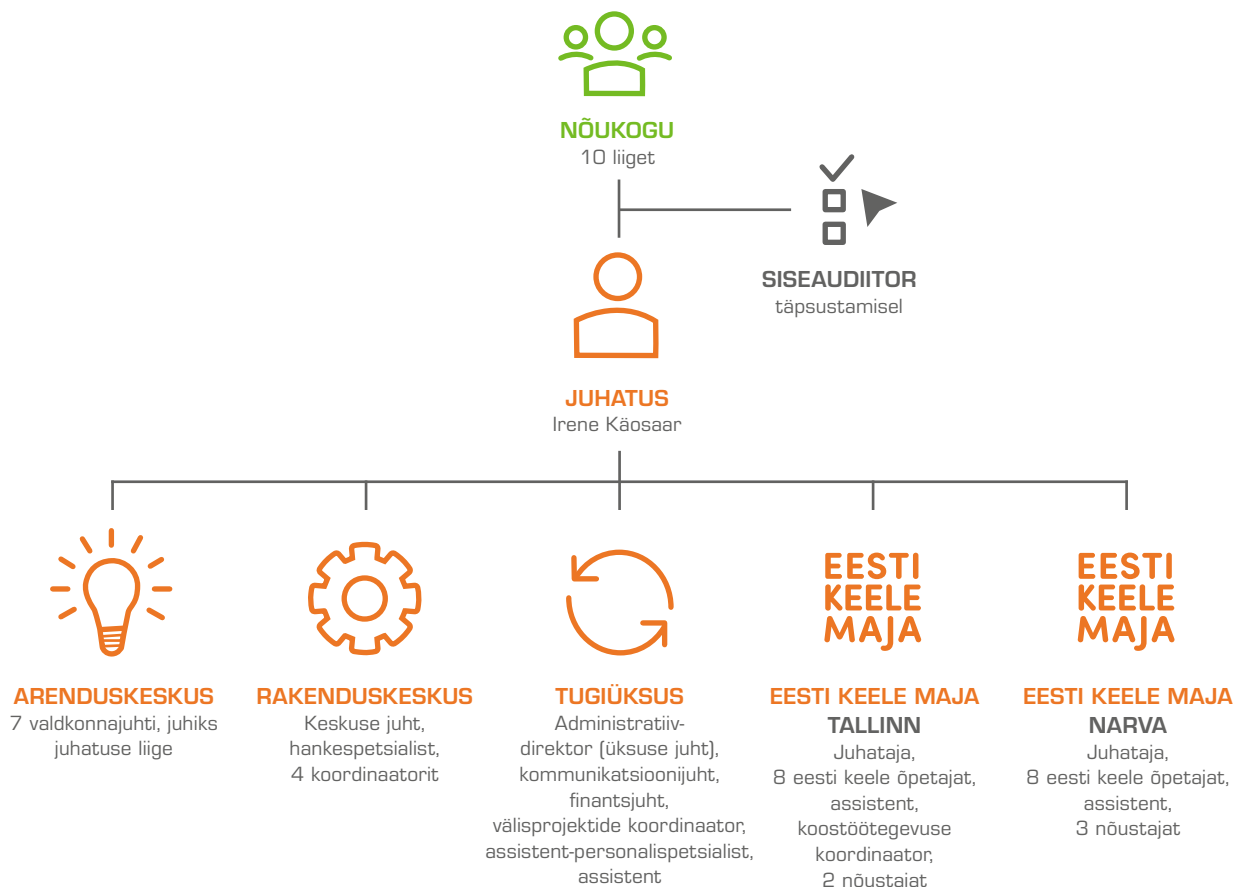 NÕUKOGU
10 liiget
SISEAUDIITOR
täpsustamisel
JUHATUS
Irene Käosaar
ARENDUSKESKUS
7 valdkonnajuhti, juhiks
juhatuse liige
RAKENDUSKESKUS
Keskuse juht,
hankespetsialist,
4 koordinaatorit
TUGIÜKSUS
Administratiiv-
direktor (üksuse juht),
kommunikatsioonijuht,
finantsjuht,
välisprojektide koordinaator,
assistent-personalispetsialist,
assistent
EESTI
KEELE
MAJA
EESTI KEELE MAJA
TALLINN
Juhataja,
8 eesti keele õpetajat,
assistent,
koostöötegevuse
koordinaator,
2 nõustajat
EESTI
KEELE
MAJA
EESTI KEELE MAJA
NARVA
Juhataja,
8 eesti keele õpetajat,
assistent,
3 nõustajat